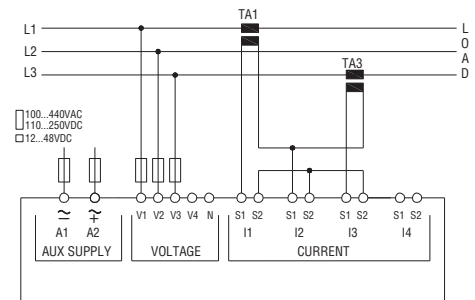 TA1
L1 L
L2 O
TA3
A
L3 D
100...440VAC
110...250VDC
12...48VDC
V1 V2 V3 V4 N S1 S2 S1 S2 S1 S2 S1 S2
A1 A2 I1 I2 I3 I4
AUX SUPPLY VOLTAGE CURRENT